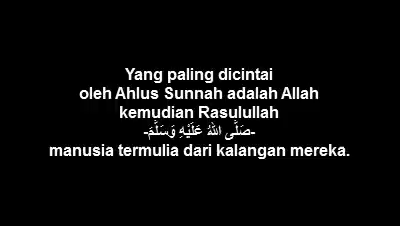 Yang paling dicintai
oleh Ahlus Sunnah adalah Allah
kemudian Rasulullah
-صَلَّى اللهُ عَلَيْهِ وَسَلَّمَ-
manusia termulia dari kalangan mereka.